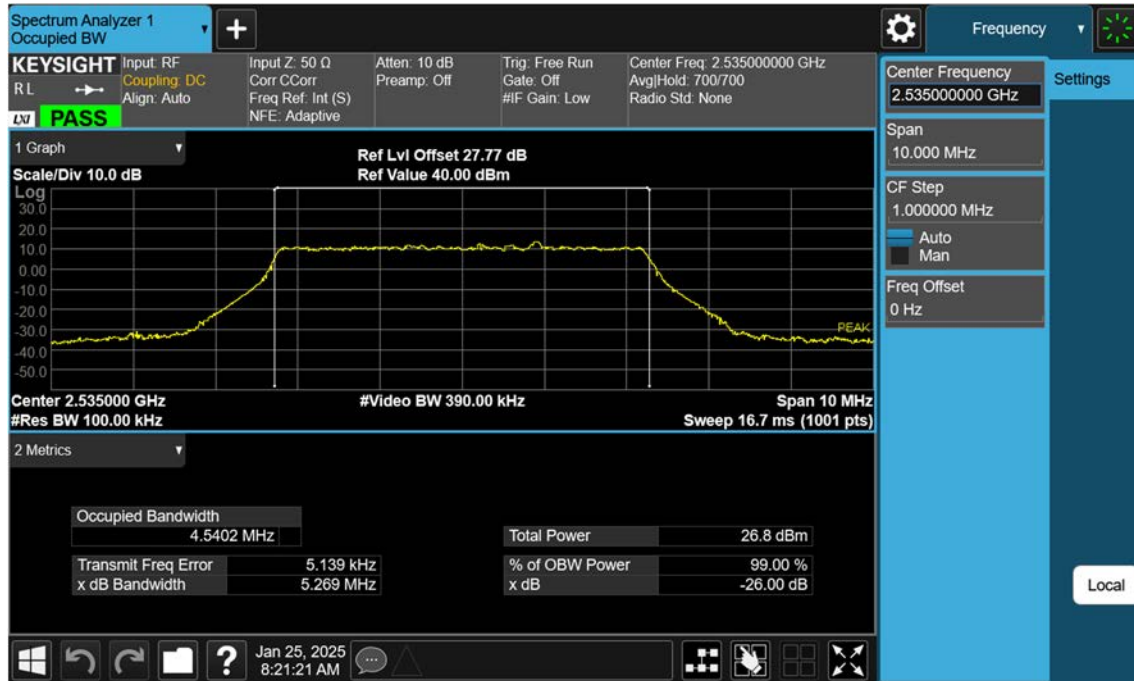 Spectrum Analyzer 1
Occupied BW
Frequency
KEYSIGHT
R L
LXI
PASS
Input: RF
Coupling: DC
Align: Auto
Input Z: 50 Ω
Corr CCorr
Freq Ref: Int (S)
NFE: Adaptive
Atten: 10 dB
Preamp: Off
Trig: Free Run
Gate: Off
#IF Gain: Low
Center Freq: 2.535000000 GHz
Avg|Hold: 700/700
Radio Std: None
Center Frequency
2.535000000 GHz
Settings
Span
10.000 MHz
CF Step
1.000000 MHz
Auto
Man
Freq Offset
0 Hz
Local
1 Graph
Scale/Div 10.0 dB
Ref Lvl Offset 27.77 dB
Ref Value 40.00 dBm
Log
30.0
20.0
10.0
0.00
-10.0
-20.0
-30.0
-40.0
-50.0
PEAK
Center 2.535000 GHz
#Video BW 390.00 kHz
Span 10 MHz
#Res BW 100.00 kHz
Sweep 16.7 ms (1001 pts)
2 Metrics
Occupied Bandwidth
4.5402 MHz
Total Power 26.8 dBm
Transmit Freq Error 5.139 kHz
% of OBW Power 99.00 %
x dB Bandwidth 5.269 MHz
x dB -26.00 dB
?
Jan 25, 2025
8:21:21 AM